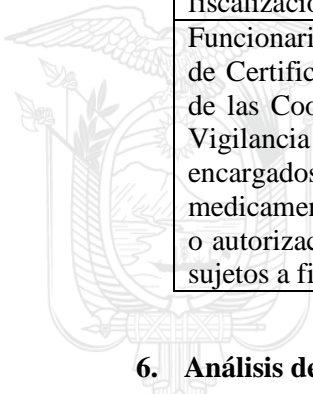 fiscalizació
Funcionari
de Certific
de las Coo
Vigilancia
encargados
medicamen
o autorizac
sujetos a fi
6. Análisis de